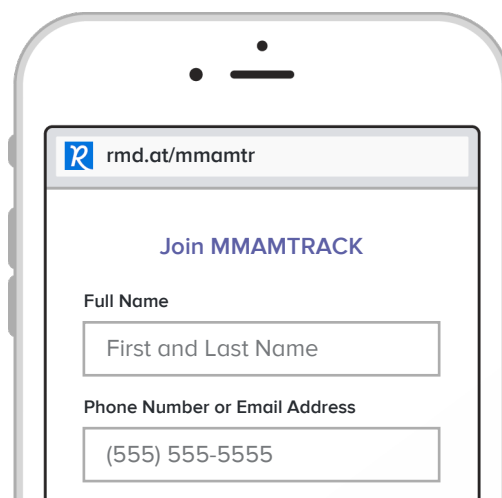 rmd.at/mmamtr
Join MMAMTRACK
Full Name
First and Last Name
Phone Number or Email Address
(555) 555-5555